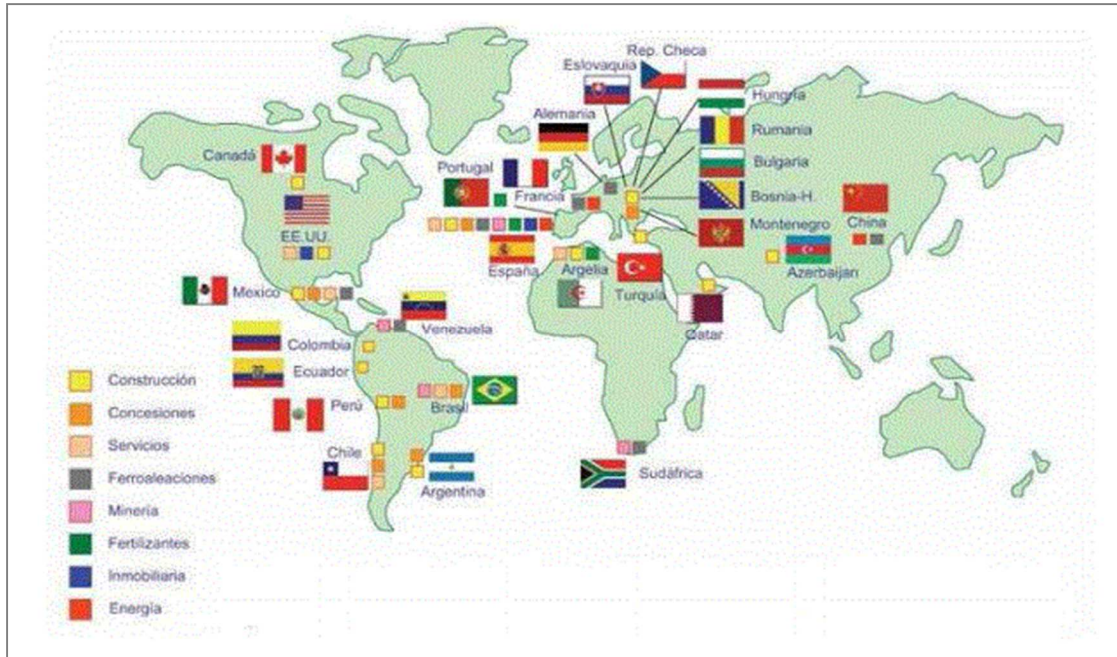 Rep. Checa
Eslovaquia
Hungría
Alemania
Rumania
Canadá
Portugal
Bulgaria
Francia
Bosnia-H.
China
Montenegro
EE.UU.
España
Argelia
Azerbaijan
Mexico
Turquía
Venezuela
Qatar
Colombia
Ecuador
Construcción
Perú
Brasil
Concesiones
Servicios
Chile
Ferroaleaciones
Sudáfrica
Argentina
Minería
Fertilizantes
Inmobiliaria
Energía